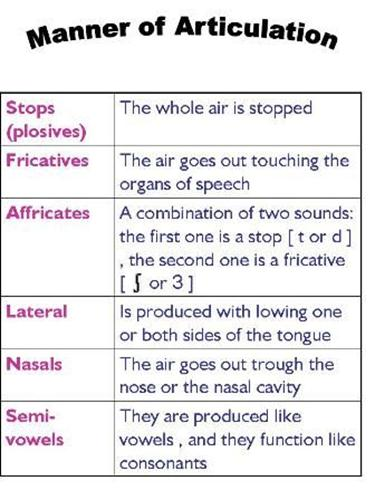 Manner of Articulation
Stops The whole air is stopped
(plosives)
Fricatives The air goes out touching the
organs of speech
Affricates A combination of two sounds:
the first one is a stop [ t or d ]
, the second one is a fricative
[ ʃ or 3 ]
Lateral Is produced with lowing one
or both sides of the tongue
Nasals The air goes out trough the
nose or the nasal cavity
Semi- They are produced like
vowels vowels , and they function like
consonants